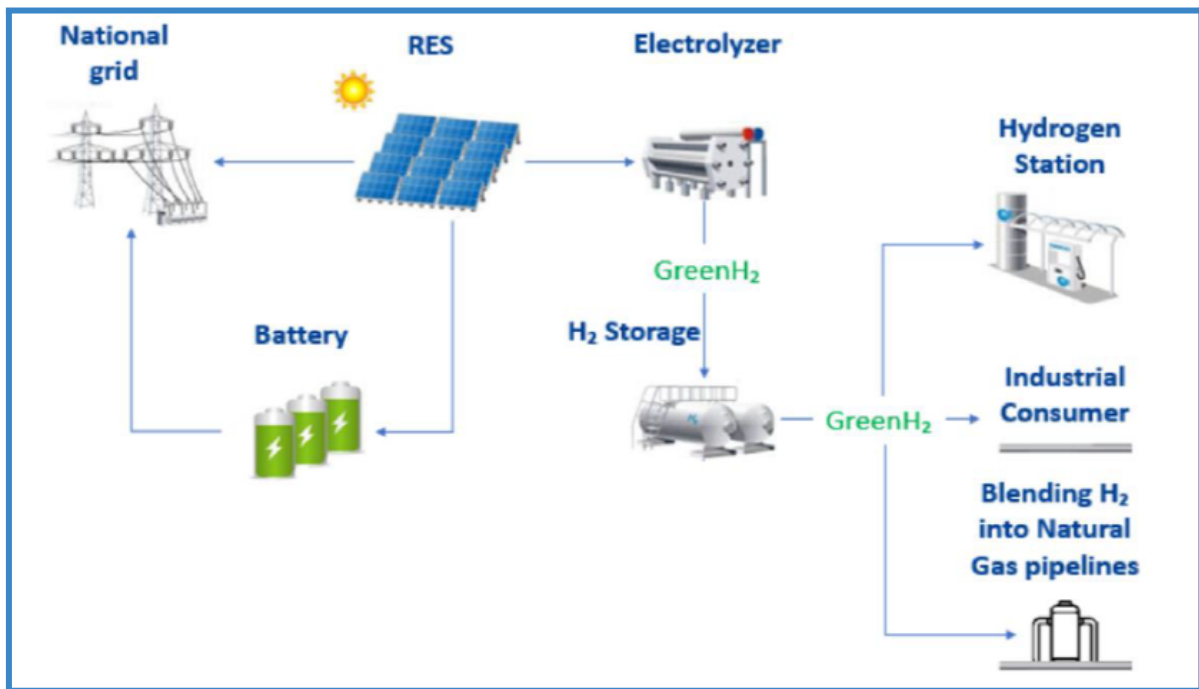 National
grid
RES
Electrolyzer
Hydrogen
Station
GreenH₂
Battery
H₂ Storage
Industrial
Consumer
GreenH₂
Blending H₂
into Natural
Gas pipelines